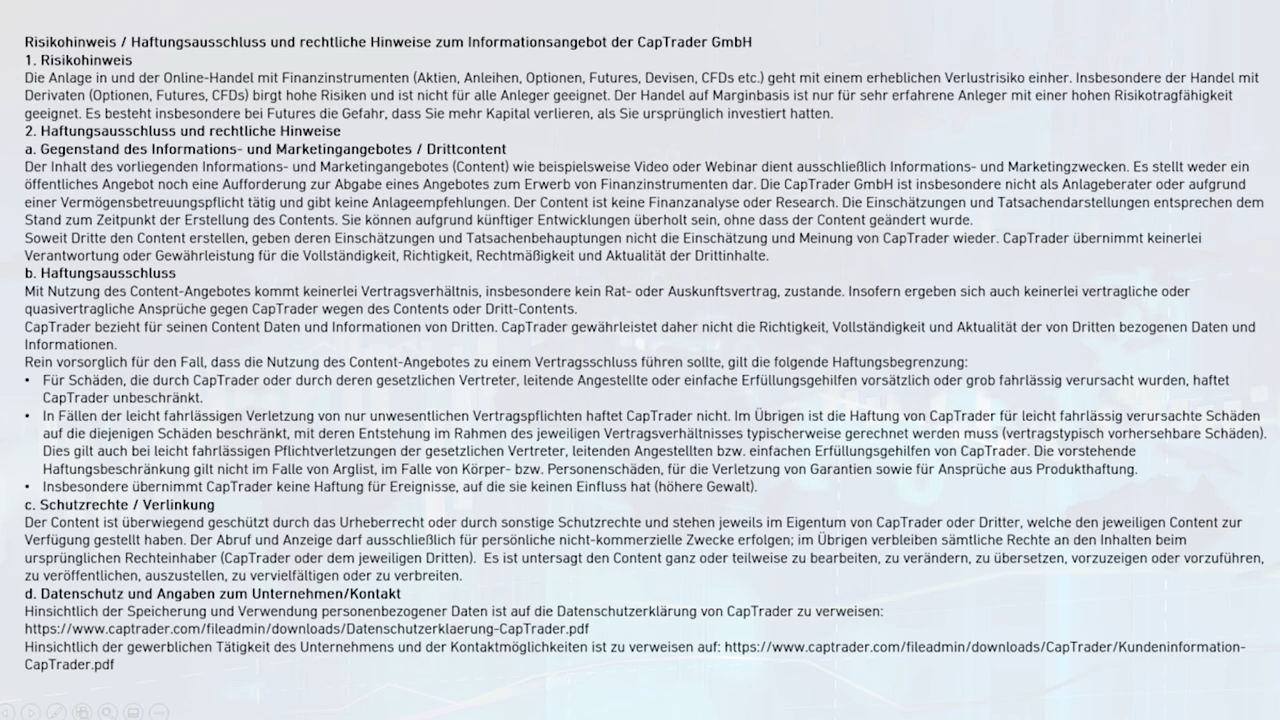 Risikohinweis / Haftungsausschluss und rechtliche Hinweise zum Informationsangebot der CapTrader GmbH
1. Risikohinweis
Die Anlage in und der Online-Handel mit Finanzinstrumenten (Aktien, Anleihen, Optionen, Futures, Devisen, CFDs etc.) geht mit einem erheblichen Verlustrisiko einher. Insbesondere der Handel mit
Derivaten (Optionen, Futures, CFDs) birgt hohe Risiken und ist nicht für alle Anleger geeignet. Der Handel auf Marginbasis ist nur für sehr erfahrene Anleger mit einer hohen Risikotragfähigkeit
geeignet. Es besteht insbesondere bei Futures die Gefahr, dass Sie mehr Kapital verlieren, als Sie ursprünglich investiert hatten.
2. Haftungsausschluss und rechtliche Hinweise
a. Gegenstand des Informations- und Marketingangebotes / Drittcontent
Der Inhalt des vorliegenden Informations- und Marketingangebotes (Content) wie beispielsweise Video oder Webinar dient ausschließlich Informations- und Marketingzwecken. Es stellt weder ein
öffentliches Angebot noch eine Aufforderung zur Abgabe eines Angebotes zum Erwerb von Finanzinstrumenten dar. Die CapTrader GmbH ist insbesondere nicht als Anlageberater oder aufgrund
einer Vermögensbetreuungspflicht tätig und gibt keine Anlageempfehlungen. Der Content ist keine Finanzanalyse oder Research. Die Einschätzungen und Tatsachendarstellungen entsprechen dem
Stand zum Zeitpunkt der Erstellung des Contents. Sie können aufgrund künftiger Entwicklungen überholt sein, ohne dass der Content geändert wurde.
Soweit Dritte den Content erstellen, geben deren Einschätzungen und Tatsachenbehauptungen nicht die Einschätzung und Meinung von CapTrader wieder. CapTrader übernimmt keinerlei
Verantwortung oder Gewährleistung für die Vollständigkeit, Richtigkeit, Rechtmäßigkeit und Aktualität der Drittinhalte.
b. Haftungsausschluss
Mit Nutzung des Content-Angebotes kommt keinerlei Vertragsverhältnis, insbesondere kein Rat- oder Auskunftsvertrag, zustande. Insofern ergeben sich auch keinerlei vertragliche oder
quasivertragliche Ansprüche gegen CapTrader wegen des Contents oder Dritt-Contents.
CapTrader bezieht für seinen Content Daten und Informationen von Dritten. CapTrader gewährleistet daher nicht die Richtigkeit, Vollständigkeit und Aktualität der von Dritten bezogenen Daten und
Informationen.
Rein vorsorglich für den Fall, dass die Nutzung des Content-Angebotes zu einem Vertragsschluss führen sollte, gilt die folgende Haftungsbegrenzung:
• Für Schäden, die durch CapTrader oder durch deren gesetzlichen Vertreter, leitende Angestellte oder einfache Erfüllungsgehilfen vorsätzlich oder grob fahrlässig verursacht wurden, haftet
CapTrader unbeschränkt.
• In Fällen der leicht fahrlässigen Verletzung von nur unwesentlichen Vertragspflichten haftet CapTrader nicht. Im Übrigen ist die Haftung von CapTrader für leicht fahrlässig verursachte Schäden
auf die diejenigen Schäden beschränkt, mit deren Entstehung im Rahmen des jeweiligen Vertragsverhältnisses typischerweise gerechnet werden muss (vertragstypisch vorhersehbare Schäden).
Dies gilt auch bei leicht fahrlässigen Pflichtverletzungen der gesetzlichen Vertreter, leitenden Angestellten bzw. einfachen Erfüllungsgehilfen von CapTrader. Die vorstehende
Haftungsbeschränkung gilt nicht im Falle von Arglist, im Falle von Körper- bzw. Personenschäden, für die Verletzung von Garantien sowie für Ansprüche aus Produkthaftung.
• Insbesondere übernimmt CapTrader keine Haftung für Ereignisse, auf die sie keinen Einfluss hat (höhere Gewalt).
c. Schutzrechte / Verlinkung
Der Content ist überwiegend geschützt durch das Urheberrecht oder durch sonstige Schutzrechte und stehen jeweils im Eigentum von CapTrader oder Dritter, welche den jeweiligen Content zur
Verfügung gestellt haben. Der Abruf und Anzeige darf ausschließlich für persönliche nicht-kommerzielle Zwecke erfolgen; im Übrigen verbleiben sämtliche Rechte an den Inhalten beim
ursprünglichen Rechteinhaber (CapTrader oder dem jeweiligen Dritten). Es ist untersagt den Content ganz oder teilweise zu bearbeiten, zu verändern, zu übersetzen, vorzuzeigen oder vorzuführen,
zu veröffentlichen, auszustellen, zu vervielfältigen oder zu verbreiten.
d. Datenschutz und Angaben zum Unternehmen/Kontakt
Hinsichtlich der Speicherung und Verwendung personenbezogener Daten ist auf die Datenschutzerklärung von CapTrader zu verweisen:
https://www.captrader.com/fileadmin/downloads/Datenschutzerklaerung-CapTrader.pdf
Hinsichtlich der gewerblichen Tätigkeit des Unternehmens und der Kontaktmöglichkeiten ist zu verweisen auf: https://www.captrader.com/fileadmin/downloads/CapTrader/Kundeninformation-
CapTrader.pdf